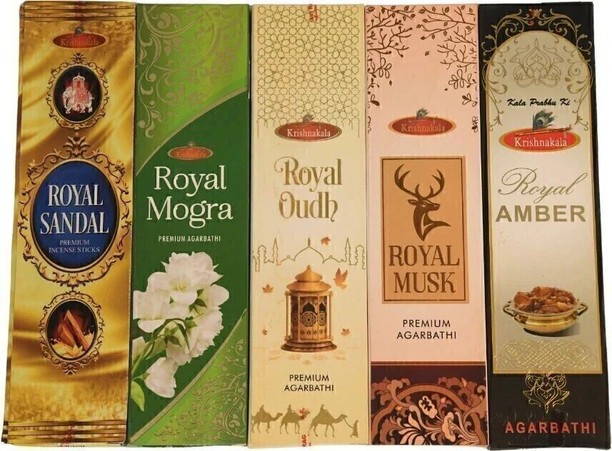 Krishnakala
ROYAL
SANDAL
PREMIUM
INCENSE STICKS
Krishnakala
Royal
Mogra
PREMIUM AGARBATHI
Krishnakala
Royal
Oudh
PREMIUM
AGARBATHI
Krishnakala
ROYAL
MUSK
PREMIUM
AGARBATHI
Kala Prabhu Ki
Krishnakala
Royal
AMBER
AGARBATHI